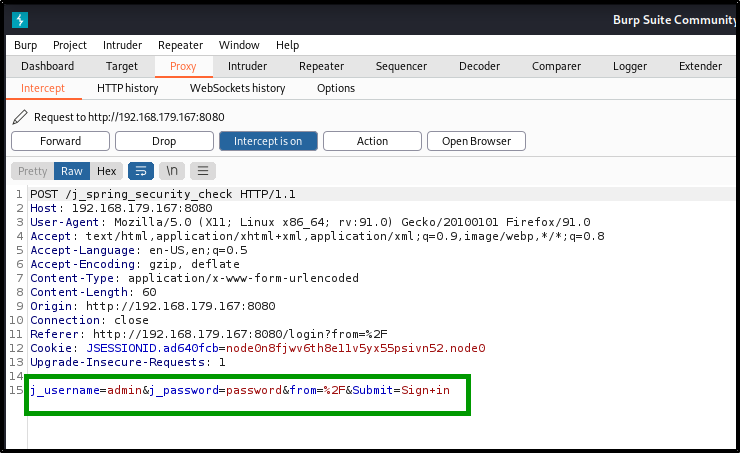 Burp Suite Community
Burp Project Intruder Repeater Window Help
Dashboard Target Proxy Intruder Repeater Sequencer Decoder Comparer Logger Extender
Intercept HTTP history WebSockets history Options
Request to http://192.168.179.167:8080
Forward Drop Intercept is on Action Open Browser
Pretty Raw Hex \n
1 POST /j_spring_security_check HTTP/1.1
2 Host: 192.168.179.167:8080
3 User-Agent: Mozilla/5.0 (X11; Linux x86_64; rv:91.0) Gecko/20100101 Firefox/91.0
4 Accept: text/html,application/xhtml+xml,application/xml;q=0.9,image/webp,*/*;q=0.8
5 Accept-Language: en-US,en;q=0.5
6 Accept-Encoding: gzip, deflate
7 Content-Type: application/x-www-form-urlencoded
8 Content-Length: 60
9 Origin: http://192.168.179.167:8080
10 Connection: close
11 Referer: http://192.168.179.167:8080/login?from=%2F
12 Cookie: JSESSIONID.ad640fcb=node0n8fjwv6th8e11v5yx55psivn52.node0
13 Upgrade-Insecure-Requests: 1
14
15 j_username=admin&j_password=password&from=%2F&Submit=Sign+in